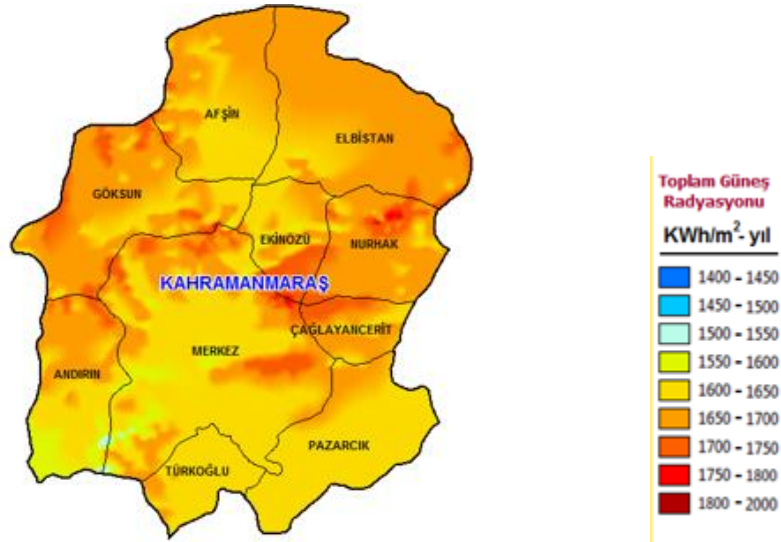 AFŞİN
ELBİSTAN
GÖKSUN
EKİNÖZÜ
NURHAK
KAHRAMANMARAŞ
ÇAĞLAYANCERİT
MERKEZ
ANDIRIN
PAZARCIK
TÜRKOĞLU
Toplam Güneş
Radyasyonu
KWh/m²- yıl
1400 - 1450
1450 - 1500
1500 - 1550
1550 - 1600
1600 - 1650
1650 - 1700
1700 - 1750
1750 - 1800
1800 - 2000